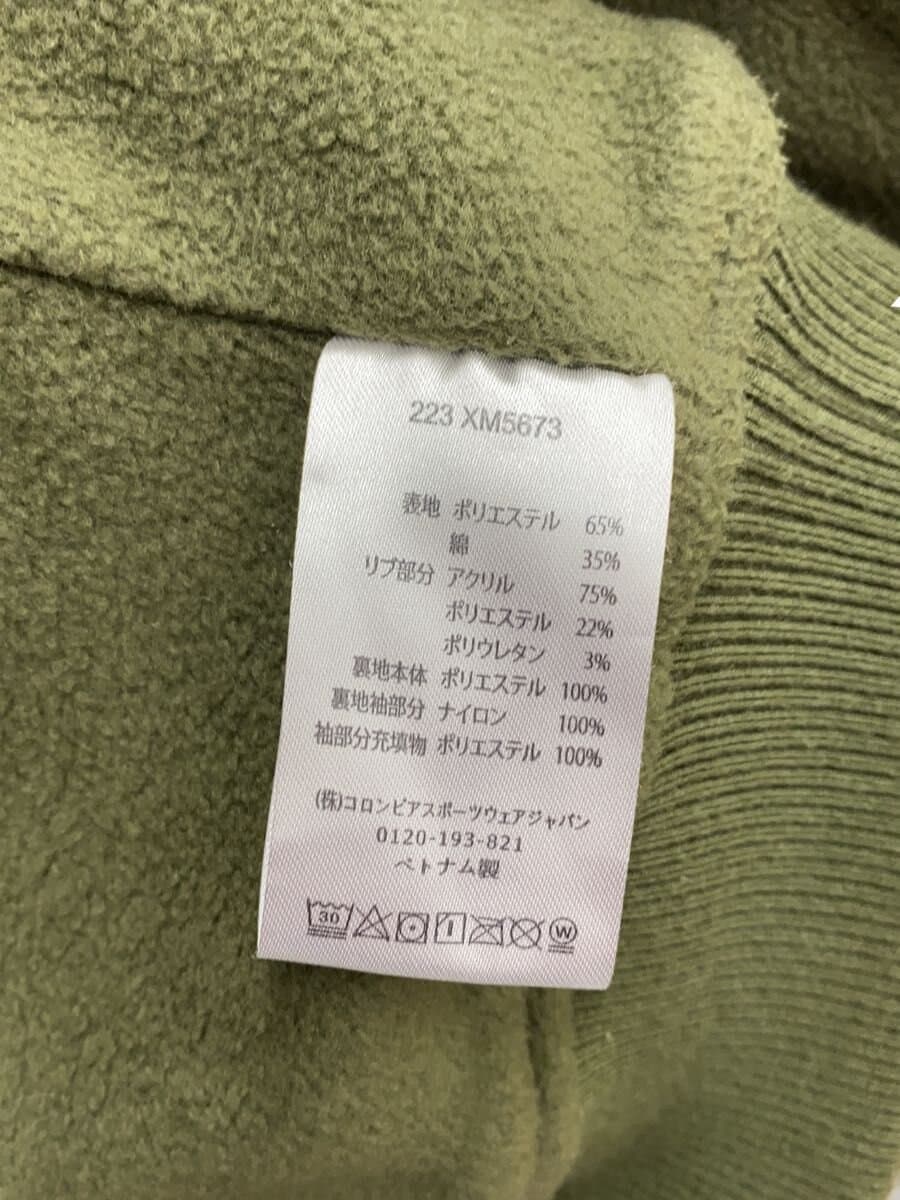 223 XM5673
表地 ポリエステル 65%
綿 35%
リブ部分 アクリル 75%
ポリエステル 22%
ポリウレタン 3%
裏地本体 ポリエステル 100%
裏地袖部分 ナイロン 100%
袖部分充填物 ポリエステル 100%
(株)コロンビアスポーツウェアジャパン
0120-193-821
ベトナム製
30 W